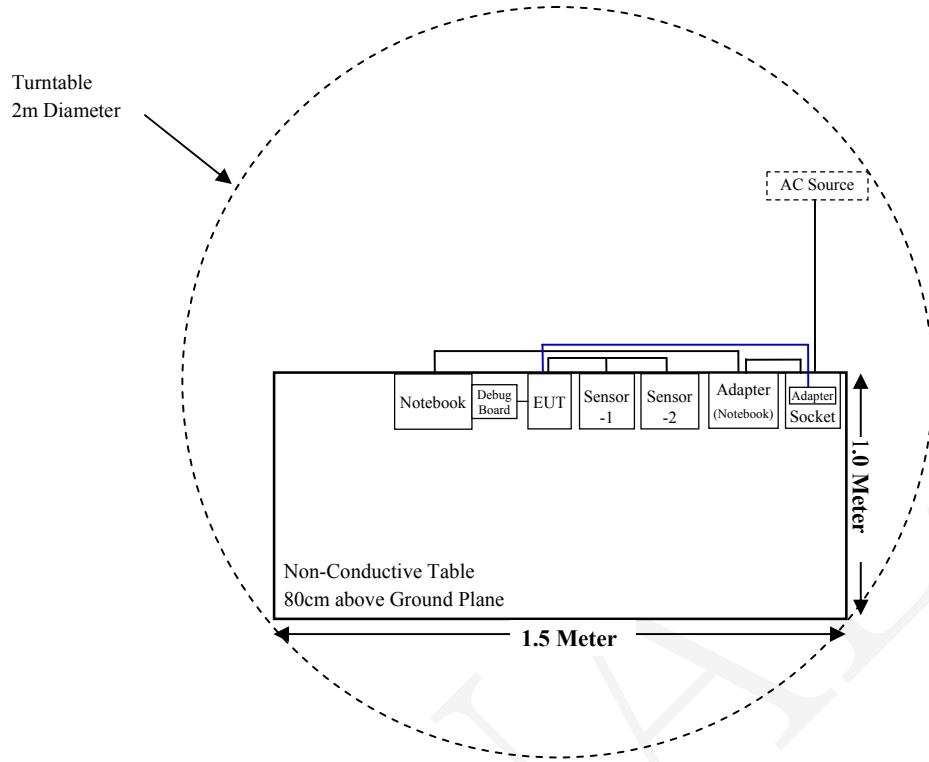 Turntable
2m Diameter
AC Source
Notebook
Debug
Board
EUT
Sensor
-1
Sensor
-2
Adapter
(Notebook)
Adapter
Socket
1.0 Meter
Non-Conductive Table
80cm above Ground Plane
1.5 Meter